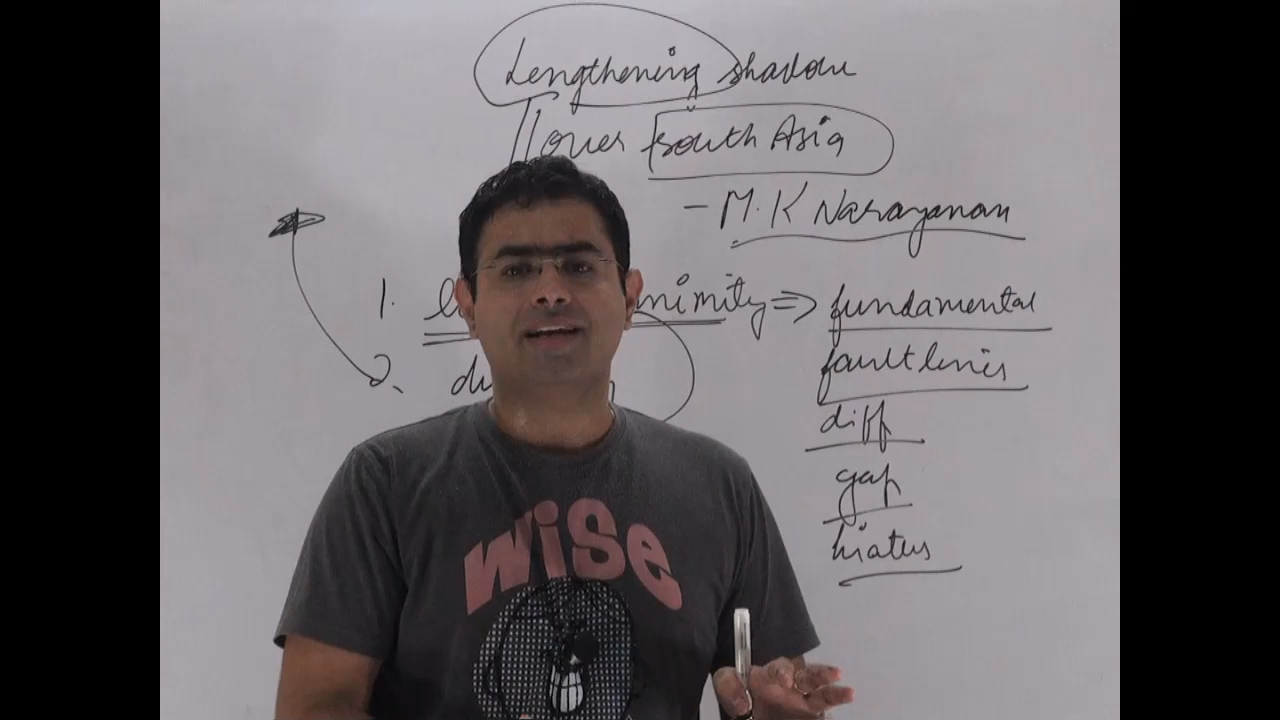 Lengthening shadow
over South Asia
- M.K Narayanan
1. nimity => fundamental
faultlines
2.
diff
gap
hiatus
WiSe